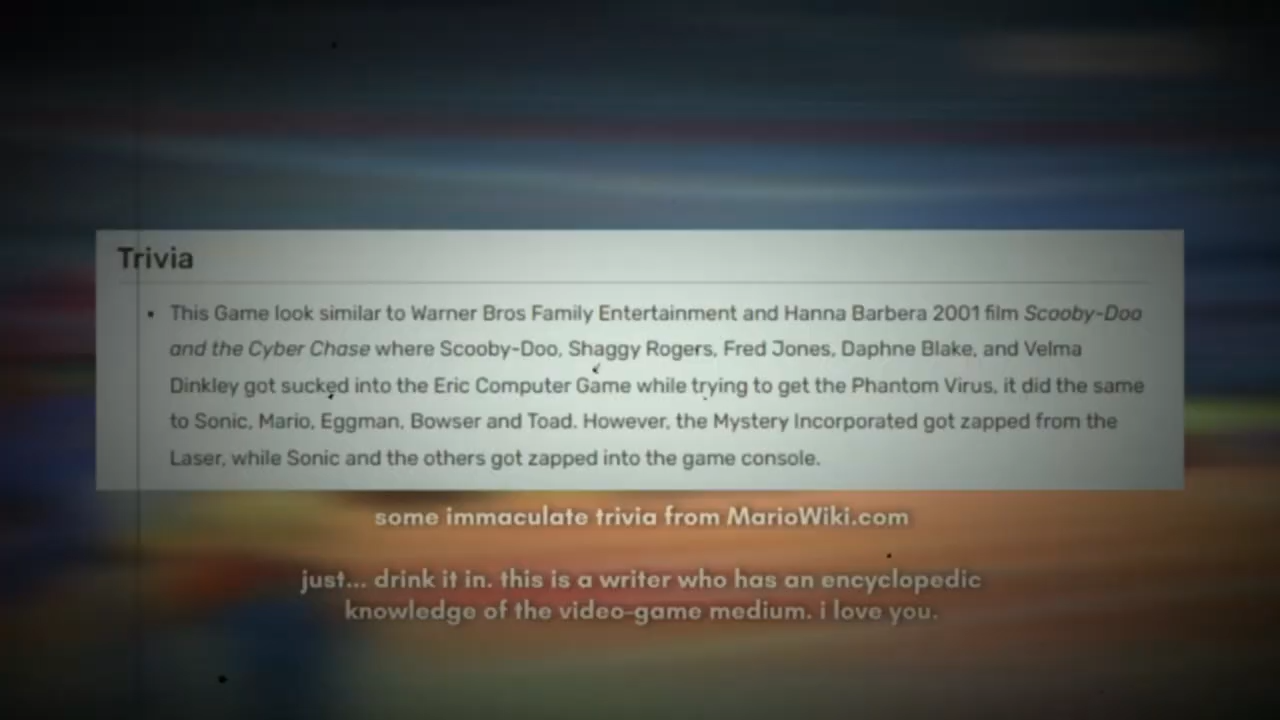 Trivia
• This Game look similar to Warner Bros Family Entertainment and Hanna Barbera 2001 film Scooby-Doo
and the Cyber Chase where Scooby-Doo, Shaggy Rogers, Fred Jones, Daphne Blake, and Velma
Dinkley got sucked into the Eric Computer Game while trying to get the Phantom Virus, it did the same
to Sonic, Mario, Eggman, Bowser and Toad. However, the Mystery Incorporated got zapped from the
Laser, while Sonic and the others got zapped into the game console.
some immaculate trivia from MarioWiki.com
just... drink it in. this is a writer who has an encyclopedic
knowledge of the video-game medium. i love you.